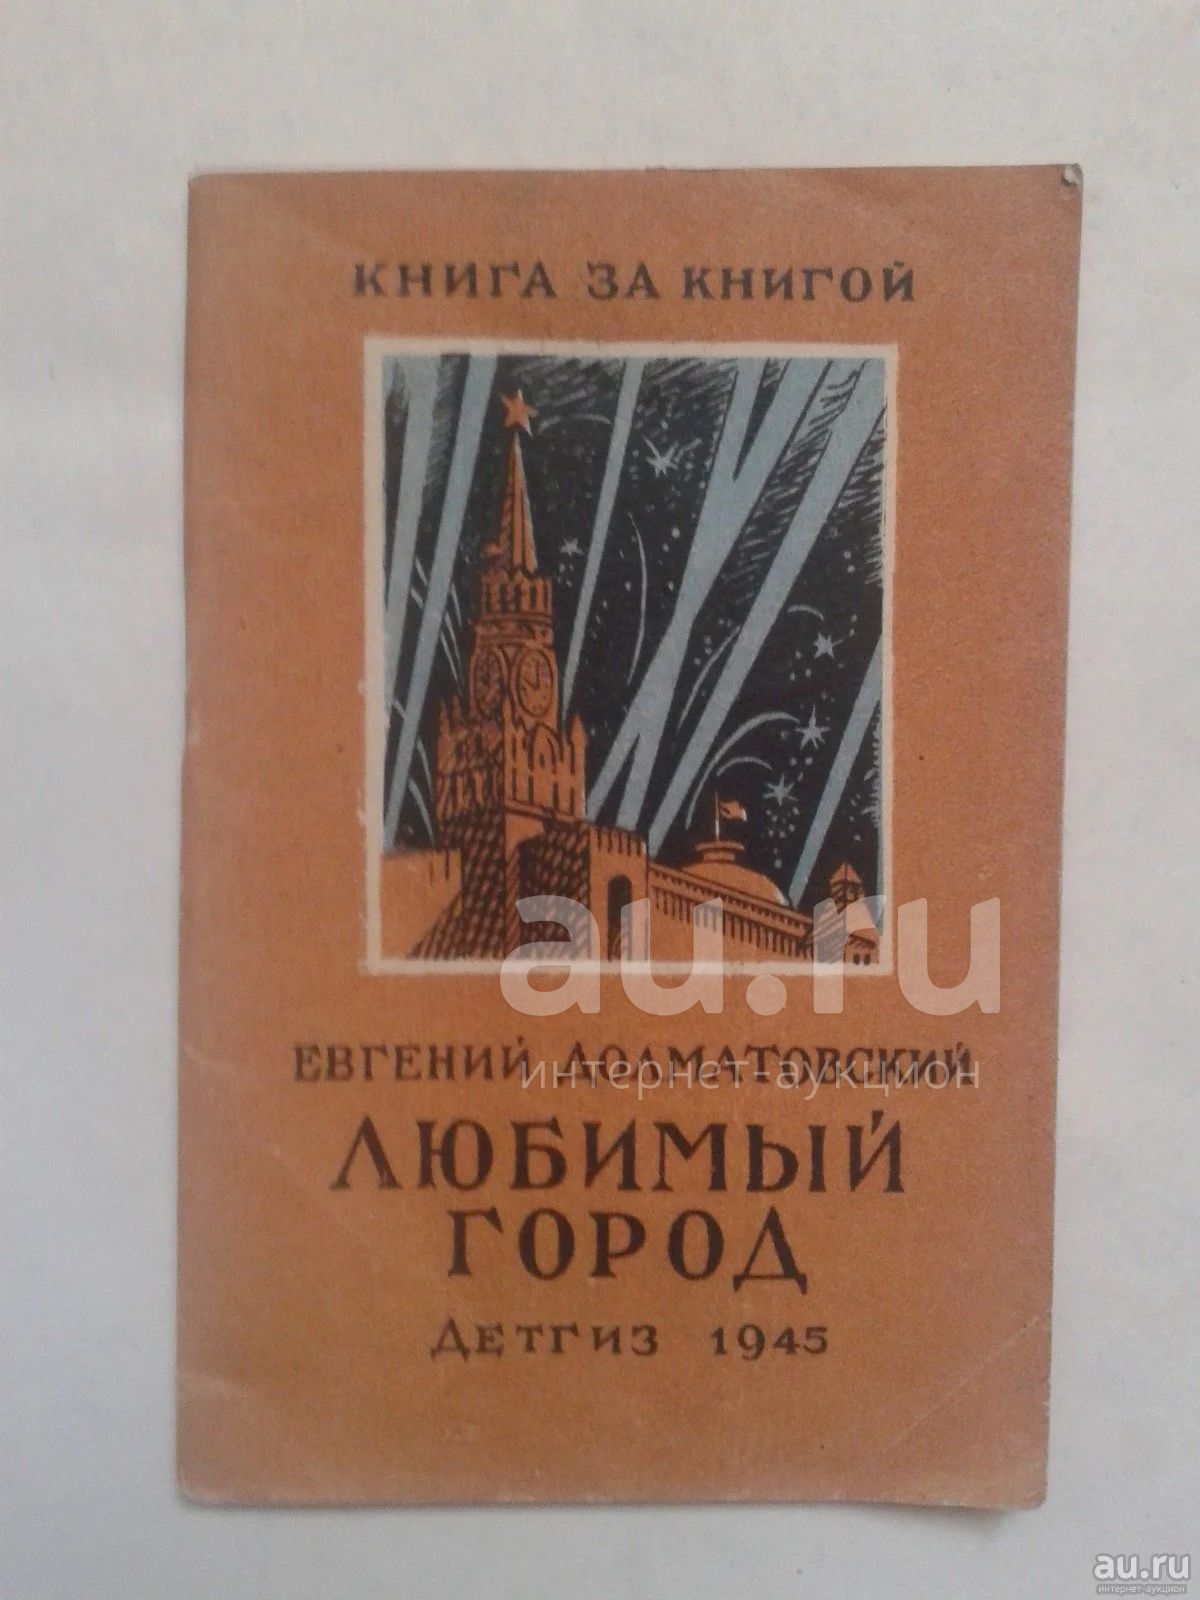 КНИГА ЗА КНИГОЙ
au.ru
ЕВГЕНИЙ ДОЛМАТОВСКИЙ
интернет-аукцион
ЛЮБИМЫЙ
ГОРОД
ДЕТГИЗ 1945
au.ru
интернет-аукцион